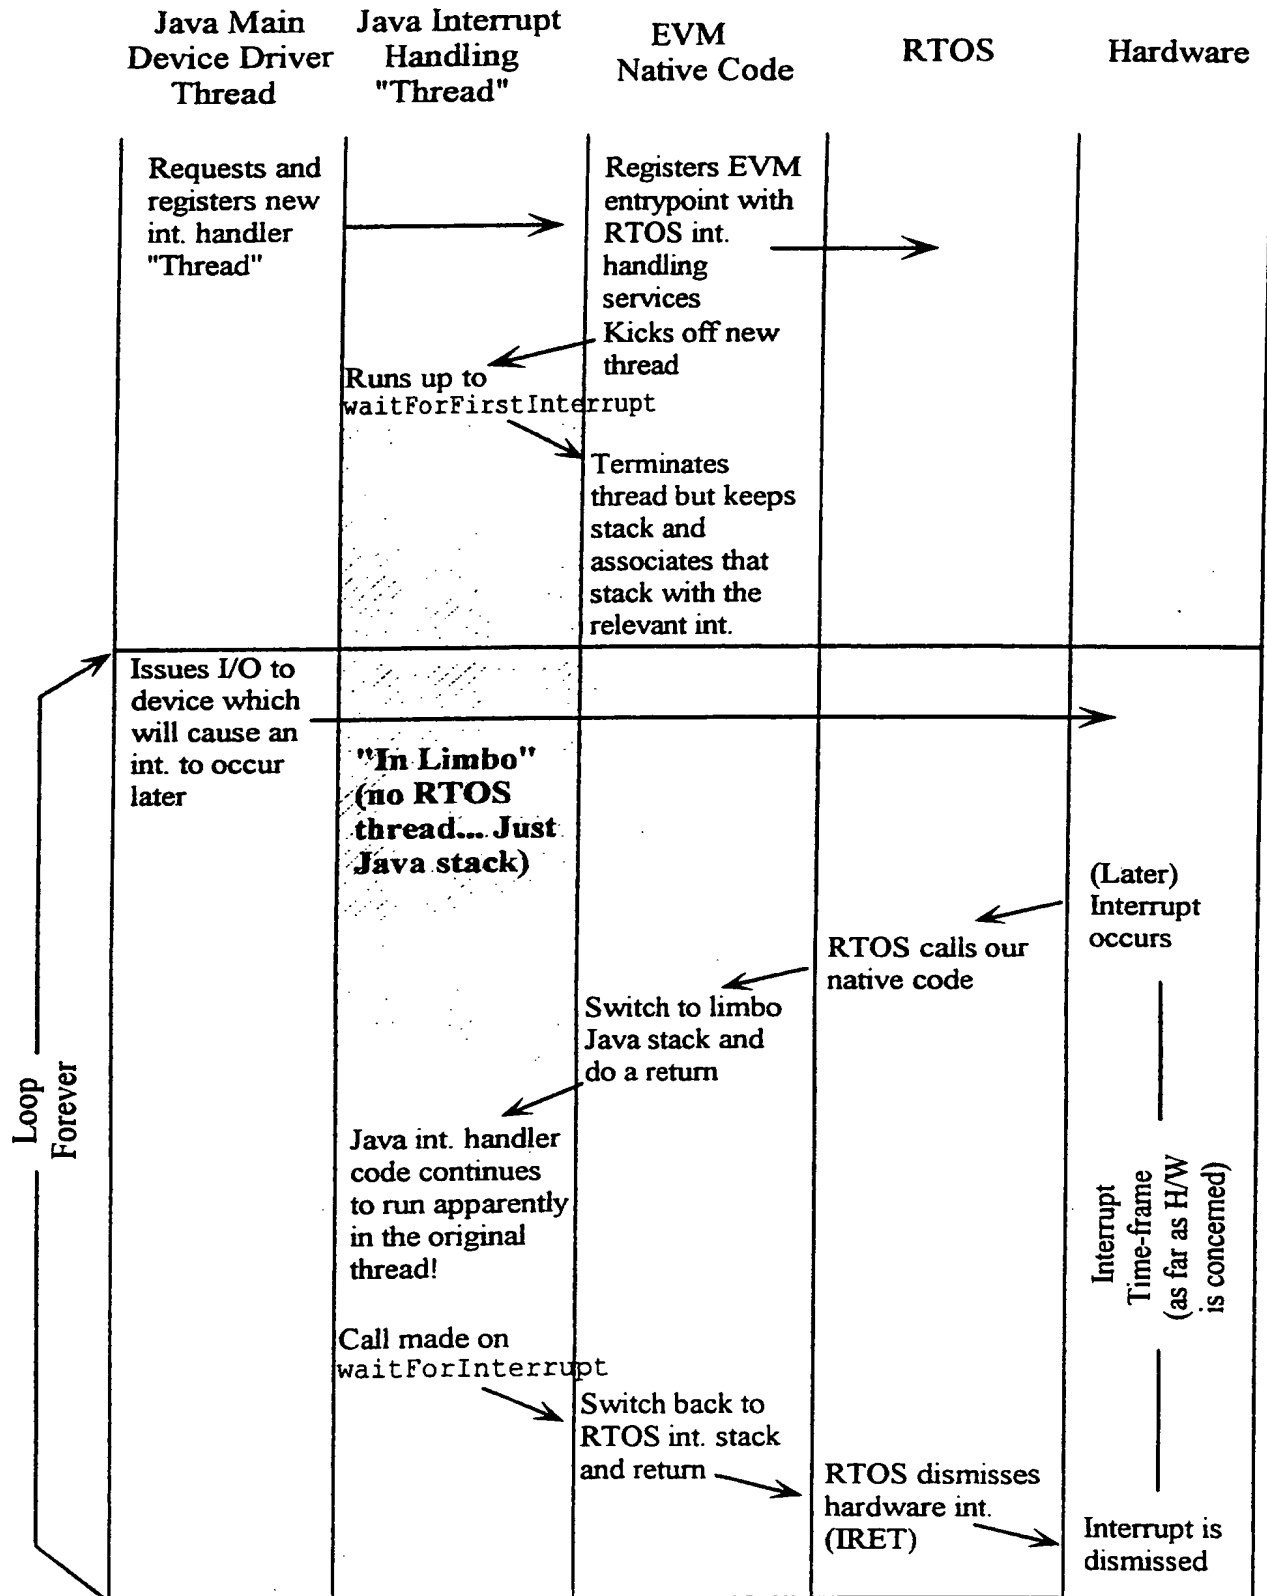 Java Main
Device Driver
Thread
Java Interrupt
Handling
"Thread"
EVM
Native Code
RTOS
Hardware
Requests and
registers new
int. handler
"Thread"
Registers EVM
entrypoint with
RTOS int.
handling
services
Kicks off new
thread
Runs up to
waitForFirstInterrupt
Terminates
thread but keeps
stack and
associates that
stack with the
relevant int.
Issues I/O to
device which
will cause an
int. to occur
later
"In Limbo"
(no RTOS
thread... Just
Java stack)
(Later)
Interrupt
occurs
RTOS calls our
native code
Switch to limbo
Java stack and
do a return
Java int. handler
code continues
to run apparently
in the original
thread!
Call made on
waitForInterrupt
Switch back to
RTOS int. stack
and return
RTOS dismisses
hardware int.
(IRET)
Interrupt is
dismissed
Loop
Forever
Interrupt
Time-frame
(as far as H/W
is concerned)